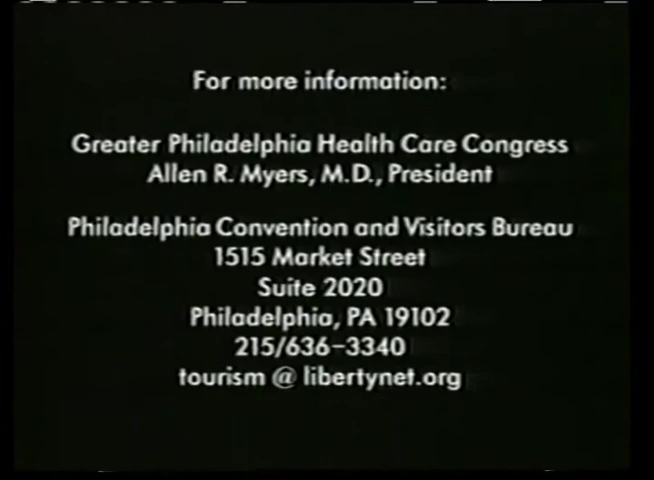 For more information:
Greater Philadelphia Health Care Congress
Allen R. Myers, M.D., President
Philadelphia Convention and Visitors Bureau
1515 Market Street
Suite 2020
Philadelphia, PA 19102
215/636-3340
tourism @ libertynet.org